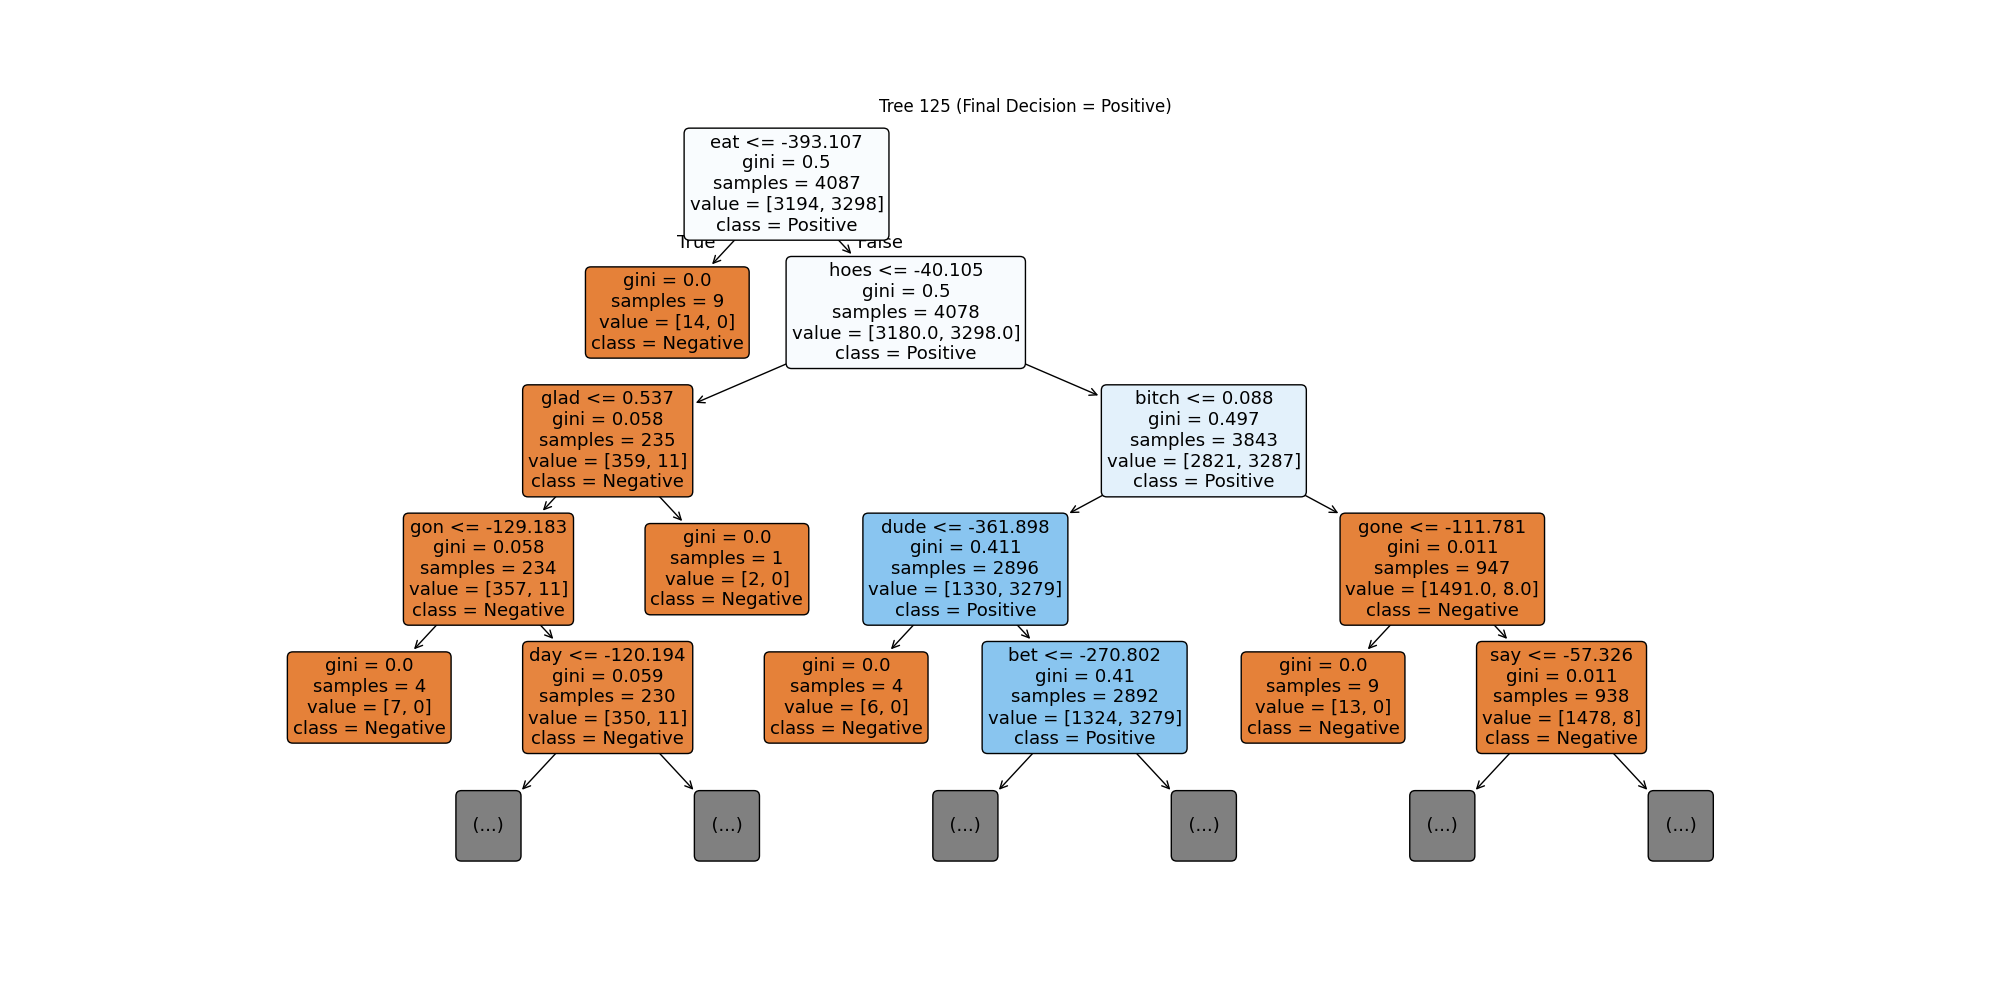 Tree 125 (Final Decision = Positive)
eat <= -393.107
gini = 0.5
samples = 4087
value = [3194, 3298]
class = Positive
True
False
gini = 0.0
samples = 9
value = [14, 0]
class = Negative
hoes <= -40.105
gini = 0.5
samples = 4078
value = [3180.0, 3298.0]
class = Positive
glad <= 0.537
gini = 0.058
samples = 235
value = [359, 11]
class = Negative
bitch <= 0.088
gini = 0.497
samples = 3843
value = [2821, 3287]
class = Positive
gon <= -129.183
gini = 0.058
samples = 234
value = [357, 11]
class = Negative
gini = 0.0
samples = 1
value = [2, 0]
class = Negative
dude <= -361.898
gini = 0.411
samples = 2896
value = [1330, 3279]
class = Positive
gone <= -111.781
gini = 0.011
samples = 947
value = [1491.0, 8.0]
class = Negative
gini = 0.0
samples = 4
value = [7, 0]
class = Negative
day <= -120.194
gini = 0.059
samples = 230
value = [350, 11]
class = Negative
gini = 0.0
samples = 4
value = [6, 0]
class = Negative
bet <= -270.802
gini = 0.41
samples = 2892
value = [1324, 3279]
class = Positive
gini = 0.0
samples = 9
value = [13, 0]
class = Negative
say <= -57.326
gini = 0.011
samples = 938
value = [1478, 8]
class = Negative
(...)
(...)
(...)
(...)
(...)
(...)